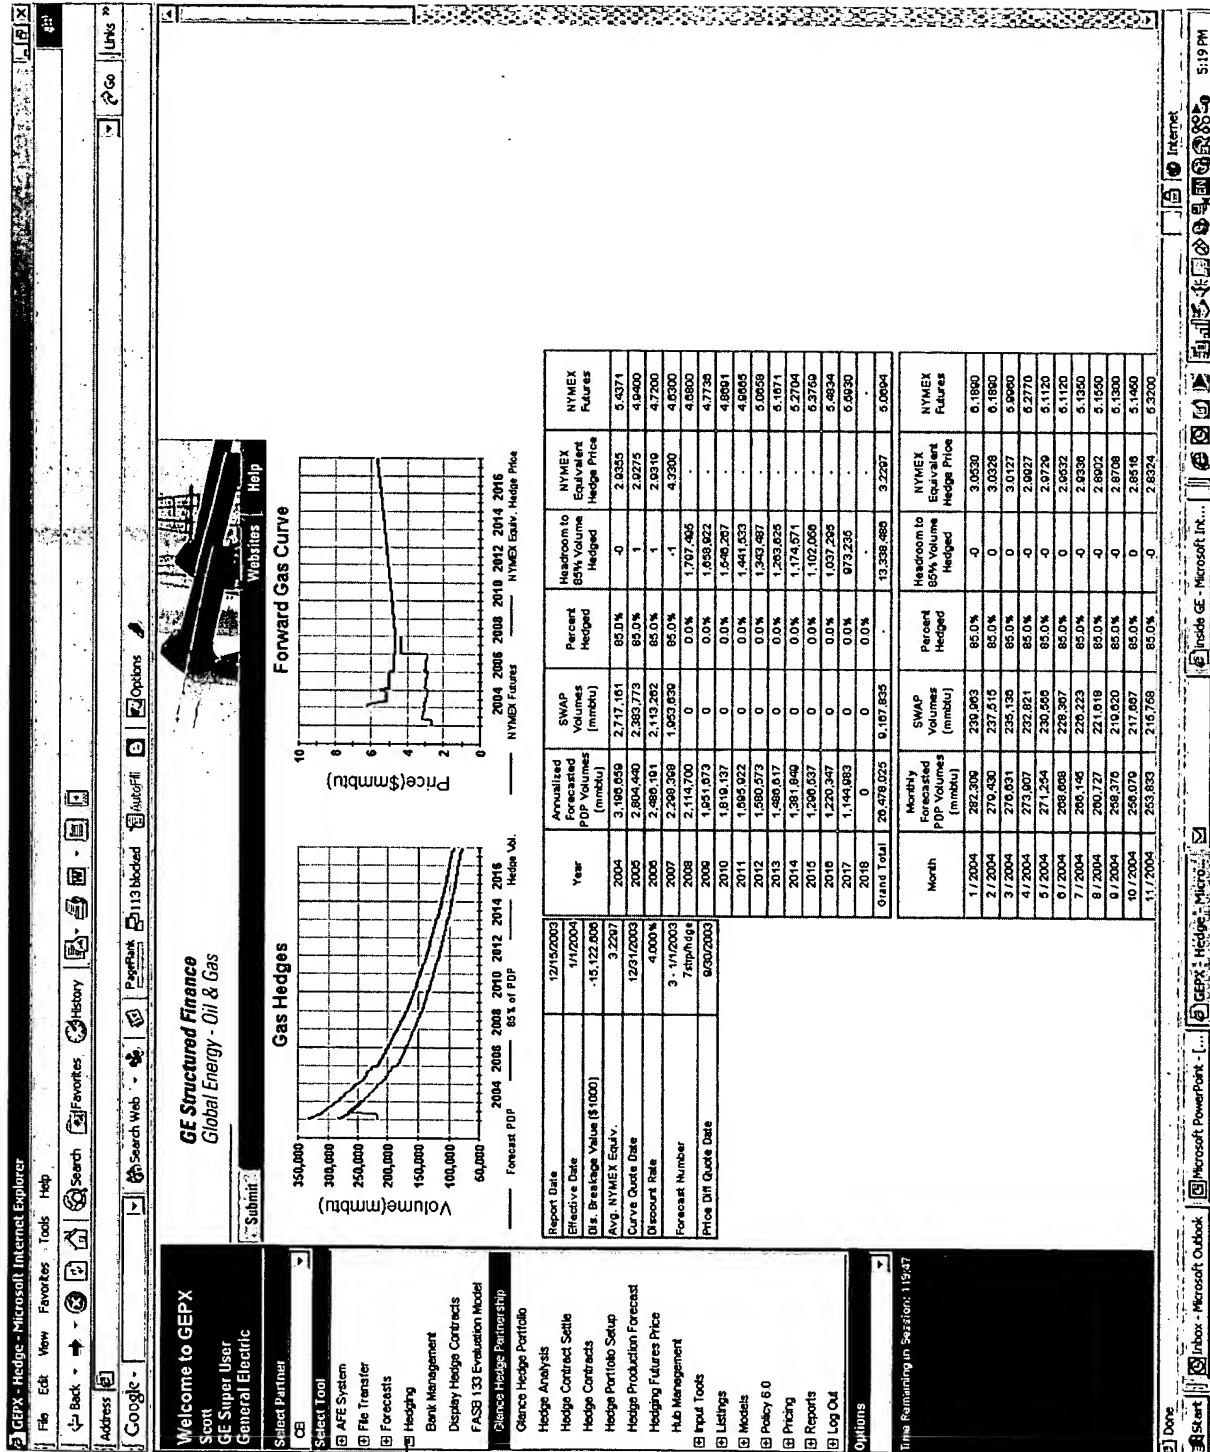 GEPX - Hedge - Microsoft Internet Explorer
File Edit View Favorites Tools Help
Back Search Favorites History
Address Go Links »
Google Search Web PageRank 113 blocked AutoFill Options
Welcome to GEPX
Scott
GE Super User
General Electric
Select Partner
CB
Select Tool
AFE System
File Transfer
Forecasts
Hedging
Bank Management
Display Hedge Contracts
FASB 133 Evaluation Model
Glance Hedge Partnership
Glance Hedge Portfolio
Hedge Analysis
Hedge Contract Settle
Hedge Contracts
Hedge Portfolio Setup
Hedge Production Forecast
Hedging Futures Price
Hub Management
Input Tools
Listings
Models
Policy 6.0
Pricing
Reports
Log Out
Options
Time Remaining in Session: 119:47
GE Structured Finance
Global Energy - Oil & Gas
Submit Websites Help
Gas Hedges
Volume(mmbtu)
350,000
300,000
250,000
200,000
150,000
100,000
50,000
2004 2006 2008 2010 2012 2014 2016
Forecast PDP 85% of PDP Hedge Vol.
Forward Gas Curve
Price($mmbtu)
10
8
6
4
2
0
2004 2006 2008 2010 2012 2014 2016
NYMEX Futures NYMEX Equiv. Hedge Price
Report Date 12/15/2003
Effective Date 1/1/2004
Dis. Breakage Value ($1000) -15,122.606
Avg. NYMEX Equiv. 3.2297
Curve Quote Date 12/31/2003
Discount Rate 4.000%
Forecast Number 3 - 1/1/2003
7strp/hdge
Price Diff Quote Date 9/30/2003
Year Annualized Forecasted PDP Volumes (mmbtu) SWAP Volumes (mmbtu) Percent Hedged Headroom to 85% Volume Hedged NYMEX Equivalent Hedge Price NYMEX Futures
2004 3,196,659 2,717,161 85.0% -0 2.9355 5.4371
2005 2,804,440 2,383,773 85.0% 1 2.9275 4.9400
2006 2,486,191 2,113,262 85.0% 1 2.9319 4.7200
2007 2,298,398 1,953,639 85.0% -1 4.3300 4.6300
2008 2,114,700 0 0.0% 1,797,495 - 4.6800
2009 1,951,673 0 0.0% 1,658,922 - 4.7736
2010 1,819,137 0 0.0% 1,546,267 - 4.8691
2011 1,695,922 0 0.0% 1,441,533 - 4.9665
2012 1,580,573 0 0.0% 1,343,487 - 5.0658
2013 1,486,617 0 0.0% 1,263,625 - 5.1671
2014 1,381,849 0 0.0% 1,174,571 - 5.2704
2015 1,296,537 0 0.0% 1,102,056 - 5.3759
2016 1,220,347 0 0.0% 1,037,295 - 5.4834
2017 1,144,983 0 0.0% 973,235 - 5.5930
2018 0 - -
Grand Total 26,478,025 9,167,835 - 13,338,486 3.2297 5.0694
Month Monthly Forecasted PDP Volumes (mmbtu) SWAP Volumes (mmbtu) Percent Hedged Headroom to 85% Volume Hedged NYMEX Equivalent Hedge Price NYMEX Futures
1 / 2004 282,309 239,963 85.0% -0 3.0530 6.1890
2 / 2004 279,430 237,515 85.0% -0 3.0328 6.1890
3 / 2004 276,631 235,136 85.0% 0 3.0127 5.9960
4 / 2004 273,907 232,821 85.0% -0 2.9927 5.2770
5 / 2004 271,254 230,566 85.0% -0 2.9729 5.1120
6 / 2004 268,668 228,367 85.0% 0 2.9532 5.1120
7 / 2004 266,145 226,223 85.0% -0 2.9336 5.1350
8 / 2004 260,727 221,618 85.0% -0 2.8902 5.1550
9 / 2004 258,376 219,620 85.0% -0 2.8708 5.1300
10 / 2004 256,079 217,667 85.0% 0 2.8516 5.1450
11 / 2004 253,833 215,758 85.0% -0 2.8324 5.3200
Done Internet
Start Inbox - Microsoft Outlook Microsoft PowerPoint - [... GEPX - Hedge - Micro... Inside GE - Microsoft Int... 5:19 PM